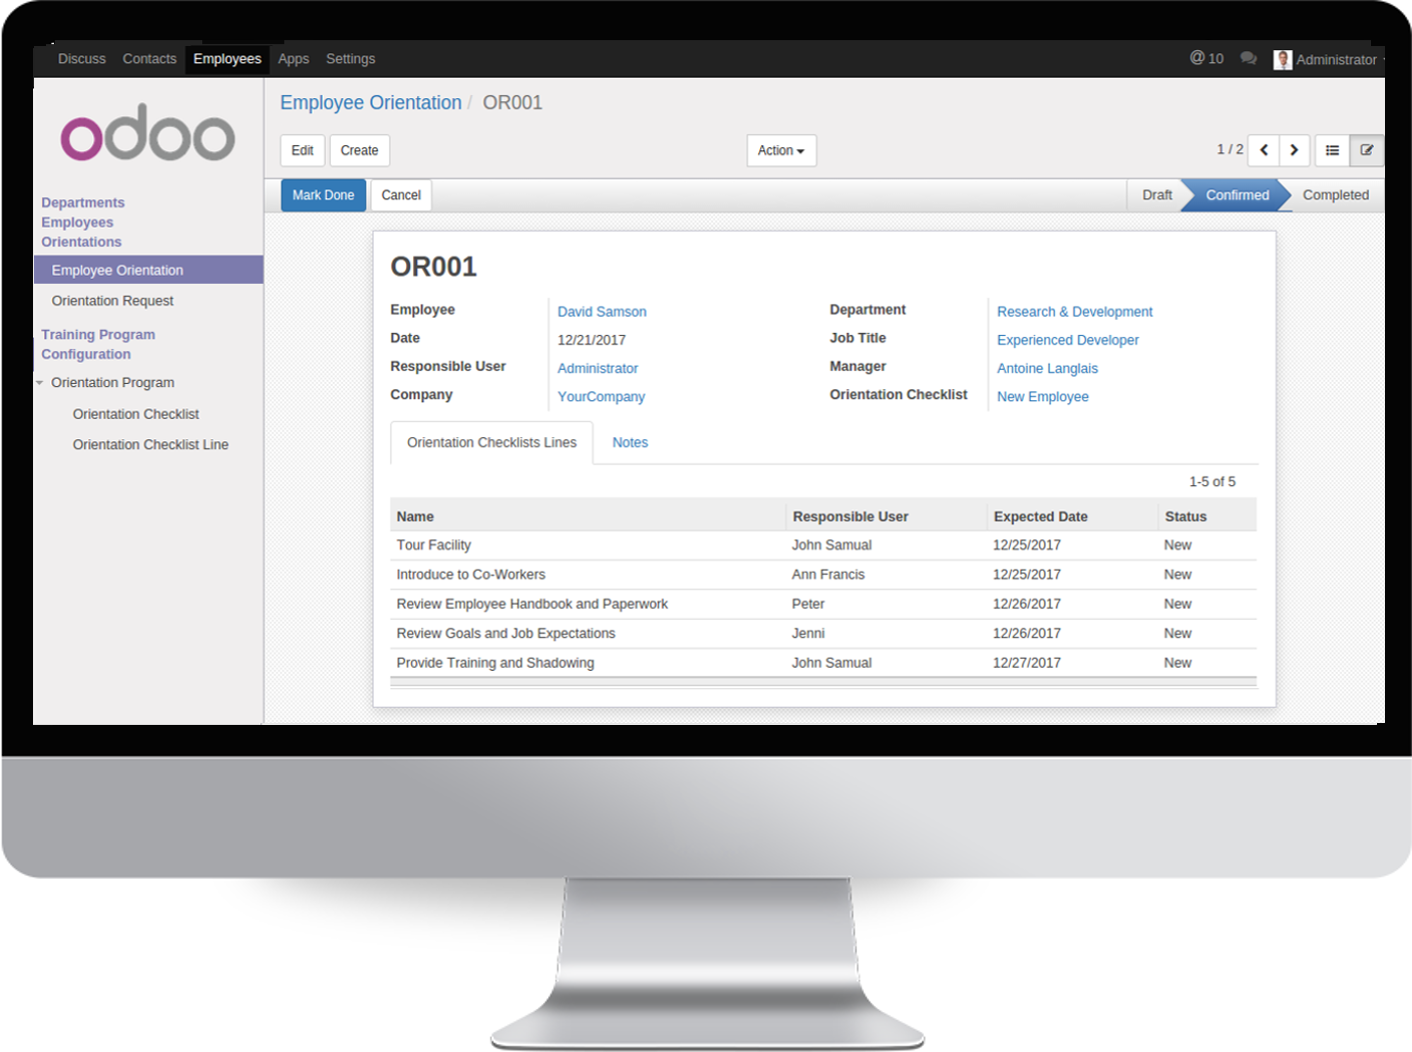 Discuss Contacts Employees Apps Settings @ 10 Administrator
odoo
Employee Orientation / OR001
Edit Create Action 1 / 2
Mark Done Cancel Draft Confirmed Completed
Departments
Employees
Orientations
Employee Orientation
Orientation Request
Training Program
Configuration
Orientation Program
Orientation Checklist
Orientation Checklist Line
OR001
Employee David Samson Department Research & Development
Date 12/21/2017 Job Title Experienced Developer
Responsible User Administrator Manager Antoine Langlais
Company YourCompany Orientation Checklist New Employee
Orientation Checklists Lines Notes
1-5 of 5
Name Responsible User Expected Date Status
Tour Facility John Samual 12/25/2017 New
Introduce to Co-Workers Ann Francis 12/25/2017 New
Review Employee Handbook and Paperwork Peter 12/26/2017 New
Review Goals and Job Expectations Jenni 12/26/2017 New
Provide Training and Shadowing John Samual 12/27/2017 New